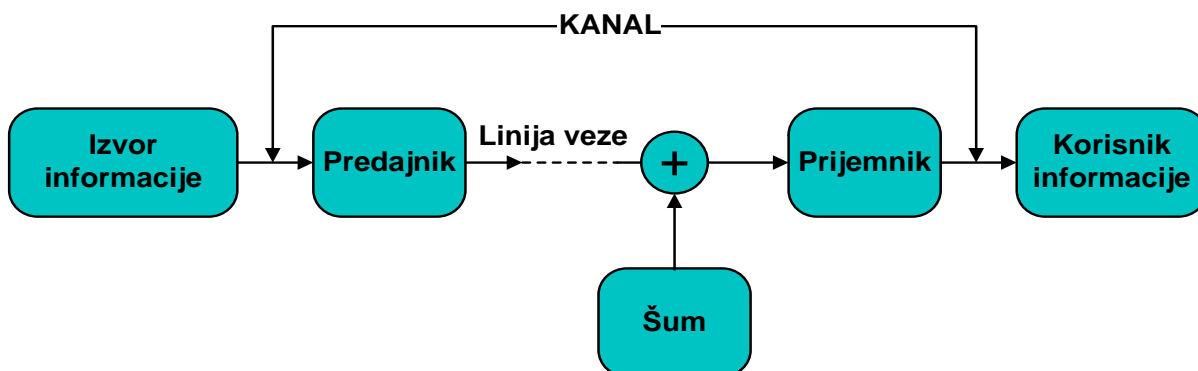 KANAL
Izvor
informacije
Predajnik
Linija veze
+
Prijemnik
Korisnik
informacije
Šum